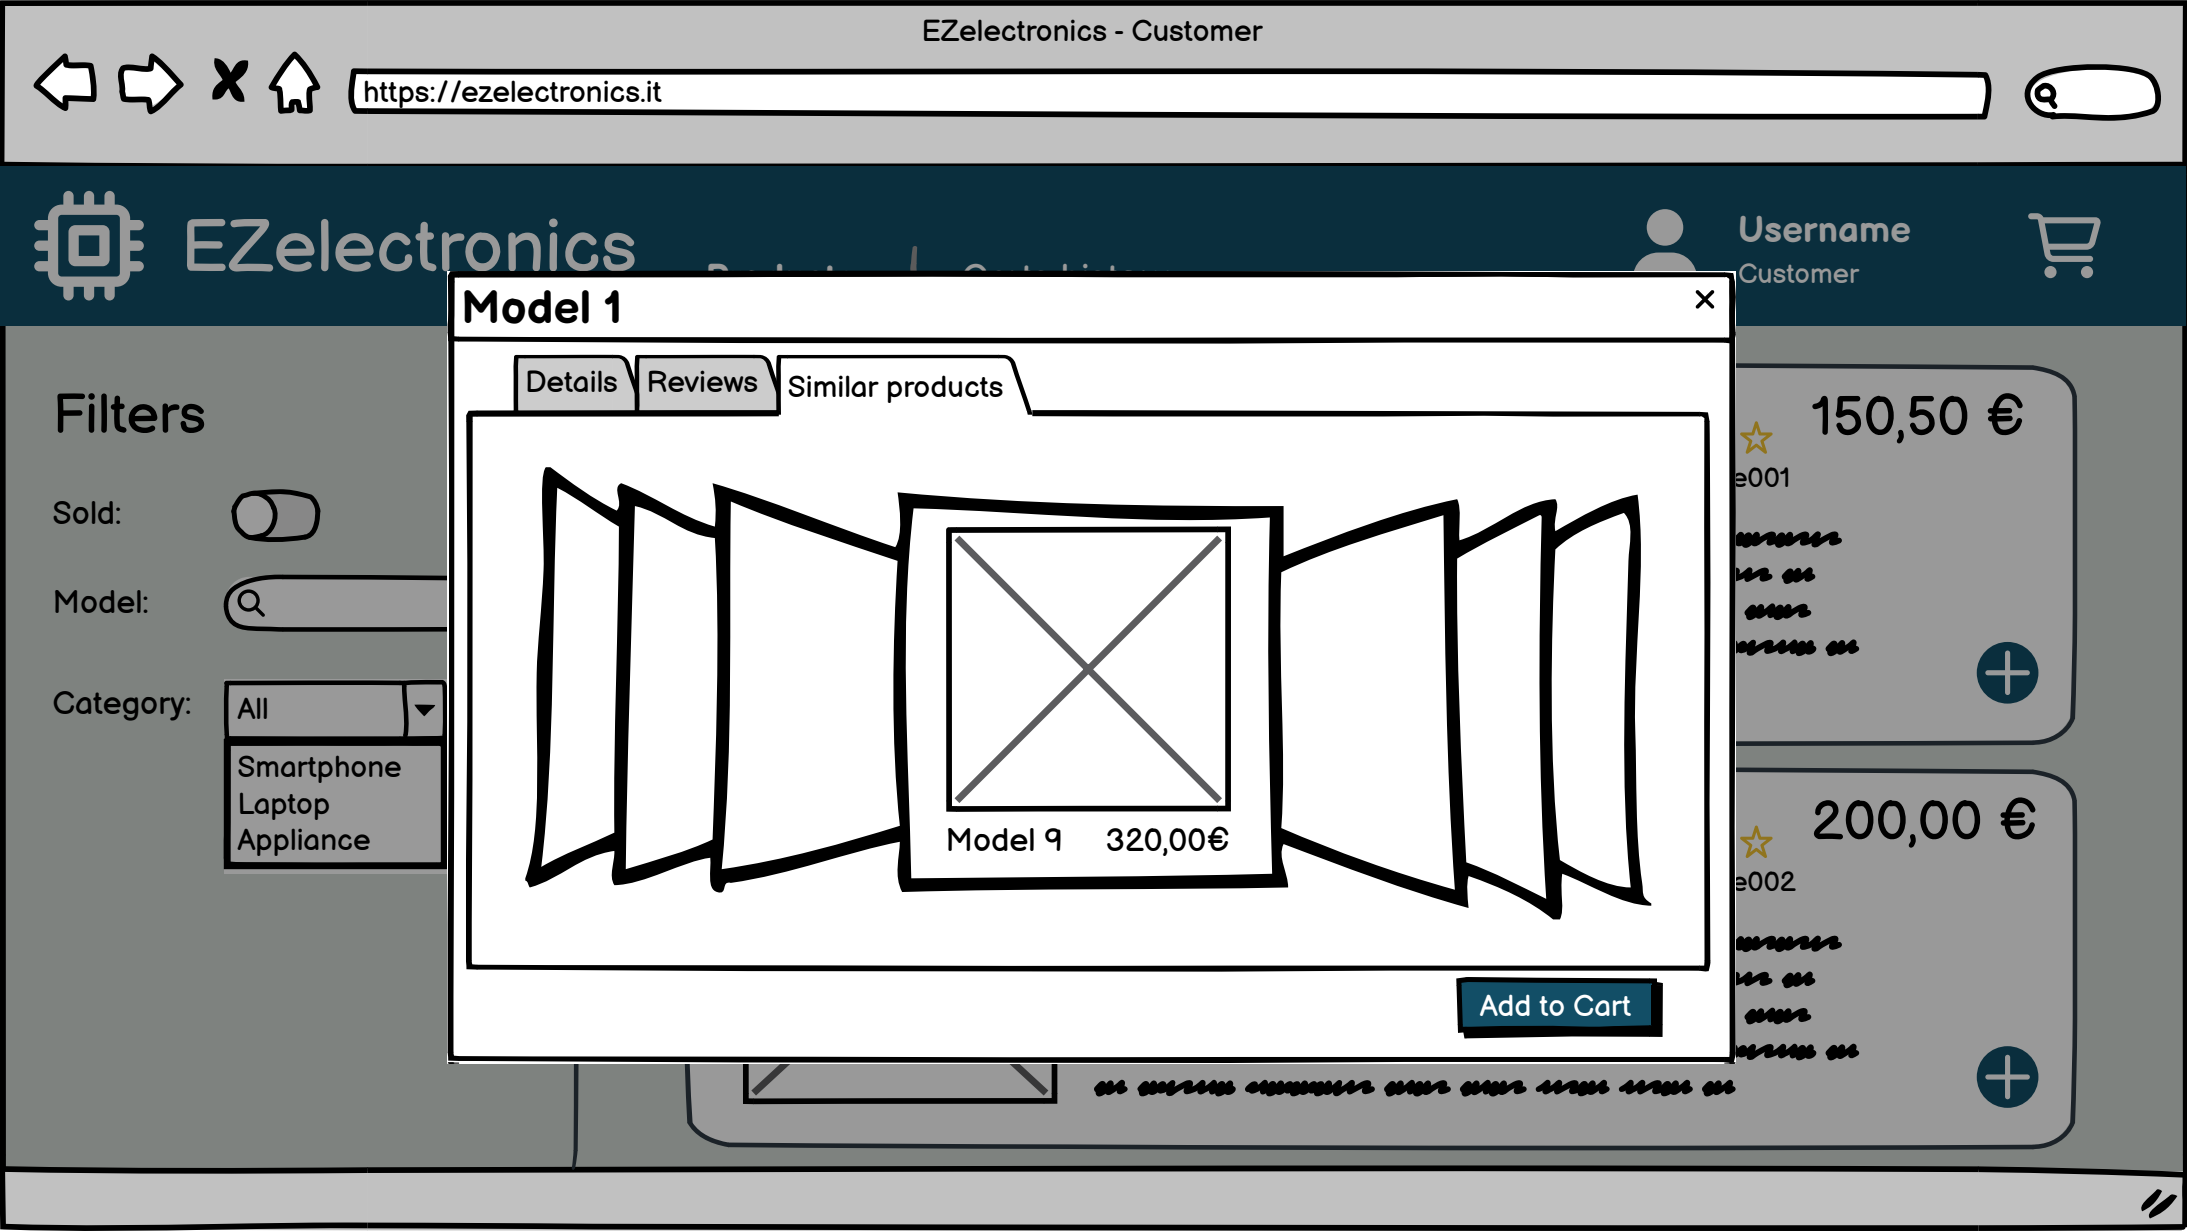 EZelectronics - Customer
https://ezelectronics.it
EZelectronics
Username
Customer
Model 1
Details
Reviews
Similar products
Filters
Sold:
Model:
Category:
All
Smartphone
Laptop
Appliance
Model 9 320,00€
Add to Cart
150,50 €
e001
200,00 €
e002